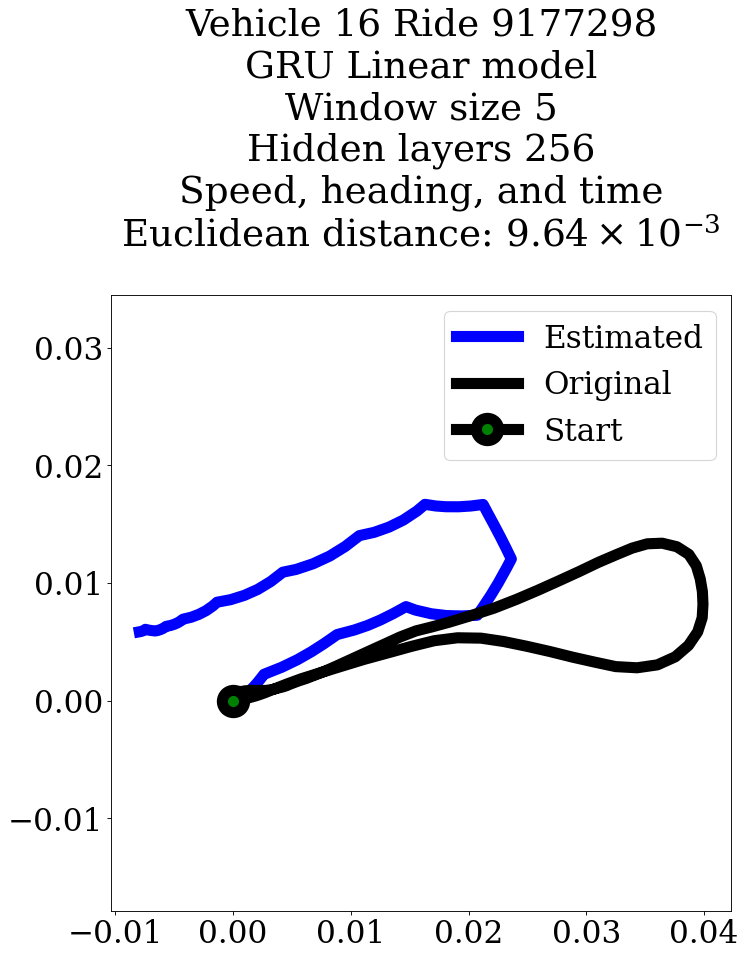 Vehicle 16 Ride 9177298
GRU Linear model
Window size 5
Hidden layers 256
Speed, heading, and time
Euclidean distance: 9.64 × 10⁻³
Estimated
Original
Start
0.03
0.02
0.01
0.00
−0.01
−0.01 0.00 0.01 0.02 0.03 0.04